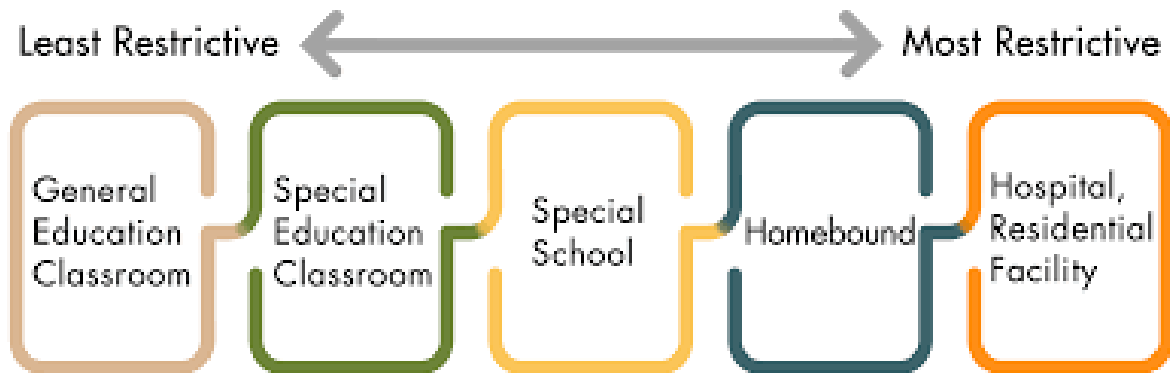 Least Restrictive
Most Restrictive
General
Education
Classroom
Special
Education
Classroom
Special
School
Homebound
Hospital,
Residential
Facility